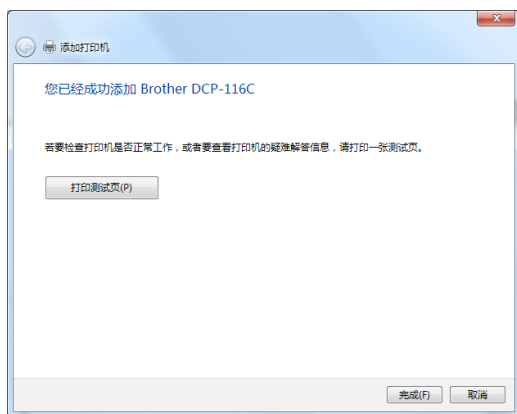 添加打印机
您已经成功添加 Brother DCP-116C
若要检查打印机是否正常工作，或者要查看打印机的疑难解答信息，请打印一张测试页。
打印测试页(P)
完成(F) 取消